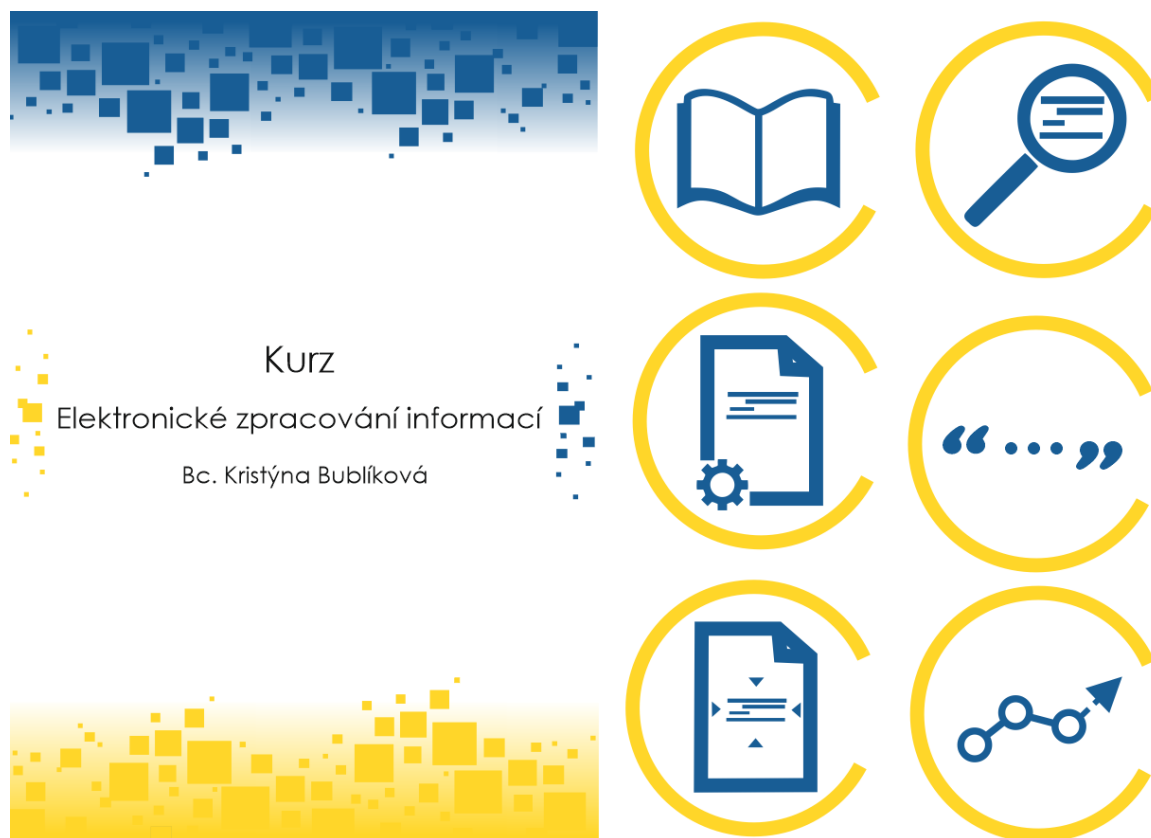 Kurz
Elektronické zpracování informací
Bc. Kristýna Bublíková
“ .... ”